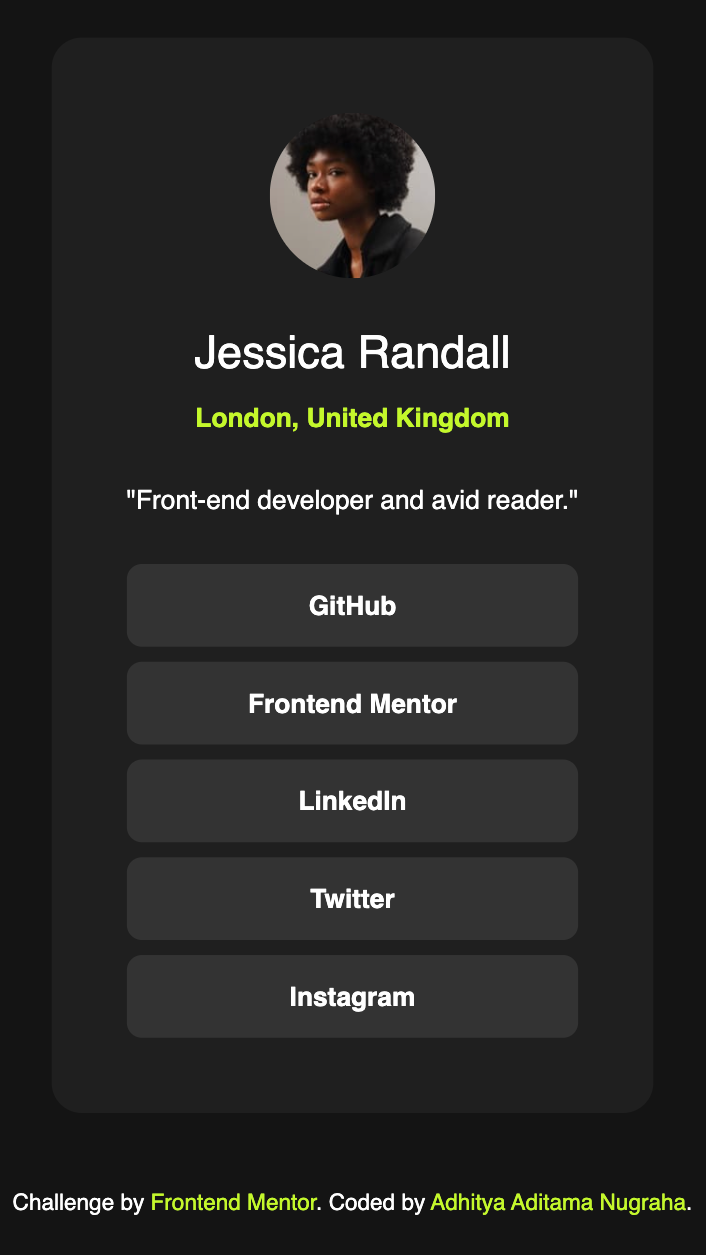 Jessica Randall
London, United Kingdom
"Front-end developer and avid reader."
GitHub
Frontend Mentor
LinkedIn
Twitter
Instagram
Challenge by Frontend Mentor. Coded by Adhitya Aditama Nugraha.